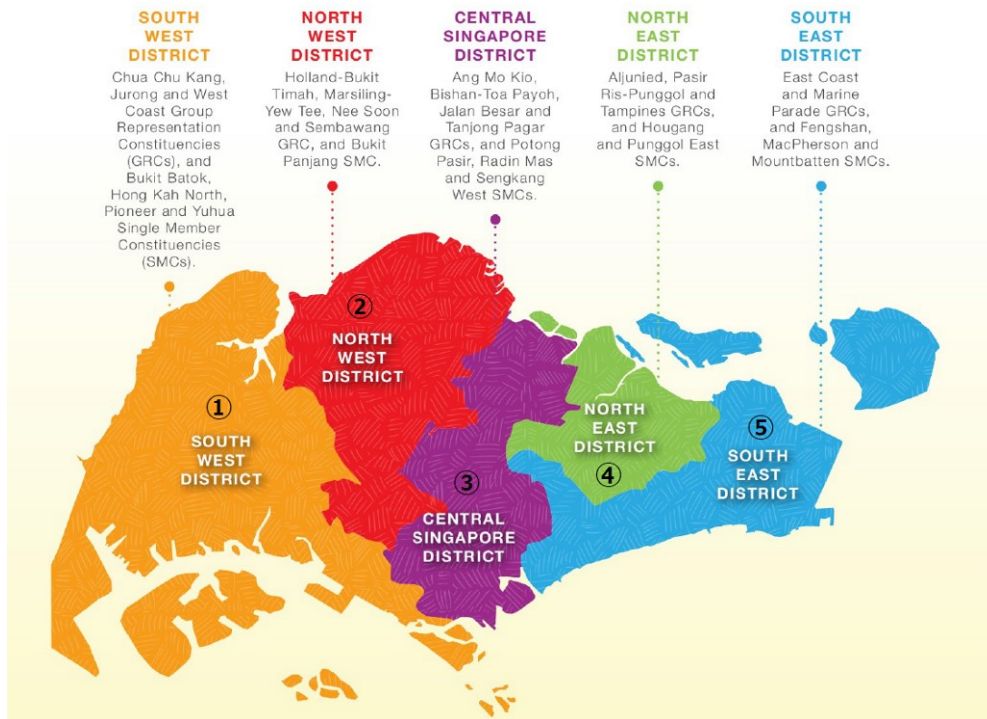 SOUTH
WEST
DISTRICT
Chua Chu Kang,
Jurong and West
Coast Group
Representation
Constituencies
(GRCs), and
Bukit Batok,
Hong Kah North,
Pioneer and Yuhua
Single Member
Constituencies
(SMCs).
NORTH
WEST
DISTRICT
Holland-Bukit
Timah, Marsiling-
Yew Tee, Nee Soon
and Sembawang
GRC, and Bukit
Panjang SMC.
CENTRAL
SINGAPORE
DISTRICT
Ang Mo Kio,
Bishan-Toa Payoh,
Jalan Besar and
Tanjong Pagar
GRCs, and Potong
Pasir, Radin Mas
and Sengkang
West SMCs.
NORTH
EAST
DISTRICT
Aljunied, Pasir
Ris-Punggol and
Tampines GRCs,
and Hougang
and Punggol East
SMCs.
SOUTH
EAST
DISTRICT
East Coast
and Marine
Parade GRCs,
and Fengshan,
MacPherson and
Mountbatten SMCs.
①
SOUTH
WEST
DISTRICT
②
NORTH
WEST
DISTRICT
③
CENTRAL
SINGAPORE
DISTRICT
NORTH
EAST
DISTRICT
④
⑤
SOUTH
EAST
DISTRICT